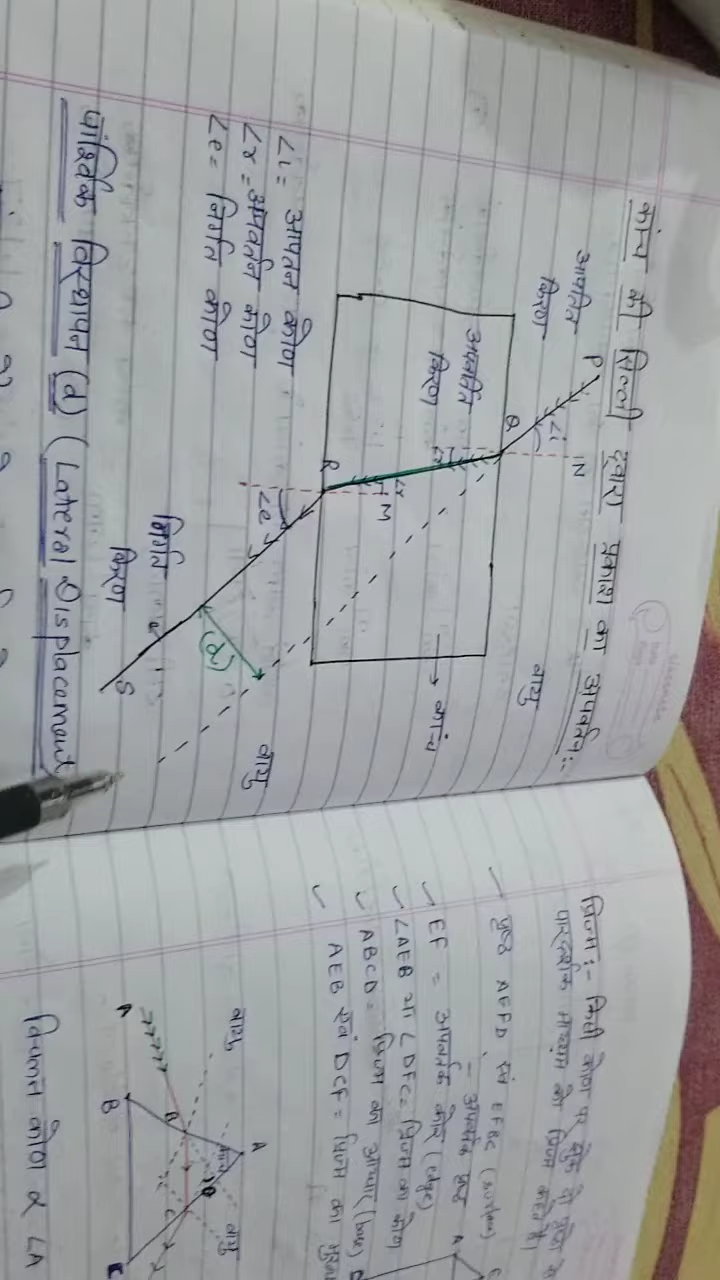 कांच की सिल्ली द्वारा प्रकाश का अपवर्तन:-
आपतित
किरण
P
∠i
N
Q
वायु
अपवर्तित
किरण
∠r
∠r
M
→ कांच
R
∠e
(d)
वायु
∠i = आपतन कोण
∠r = अपवर्तन कोण
∠e = निर्गत कोण
निर्गत
किरण
S
पार्श्विक विस्थापन (d) (Lateral Displacement
प्रिज्म :- किसी कोण पर झुके दो पृष्ठों के
पारदर्शक माध्यम को प्रिज्म कहते है।
पृष्ठ AEFD एवं EFBC (surfaces)
- अपवर्तक पृष्ठ
EF = अपवर्तक कोर (edge)
∠AEB या ∠DFC = प्रिज्म का कोण
ABCD = प्रिज्म का आधार (base)
AEB एवं DCF = प्रिज्म का
A
वायु
A
वायु
B
C
B
विचलन कोण α ∠A